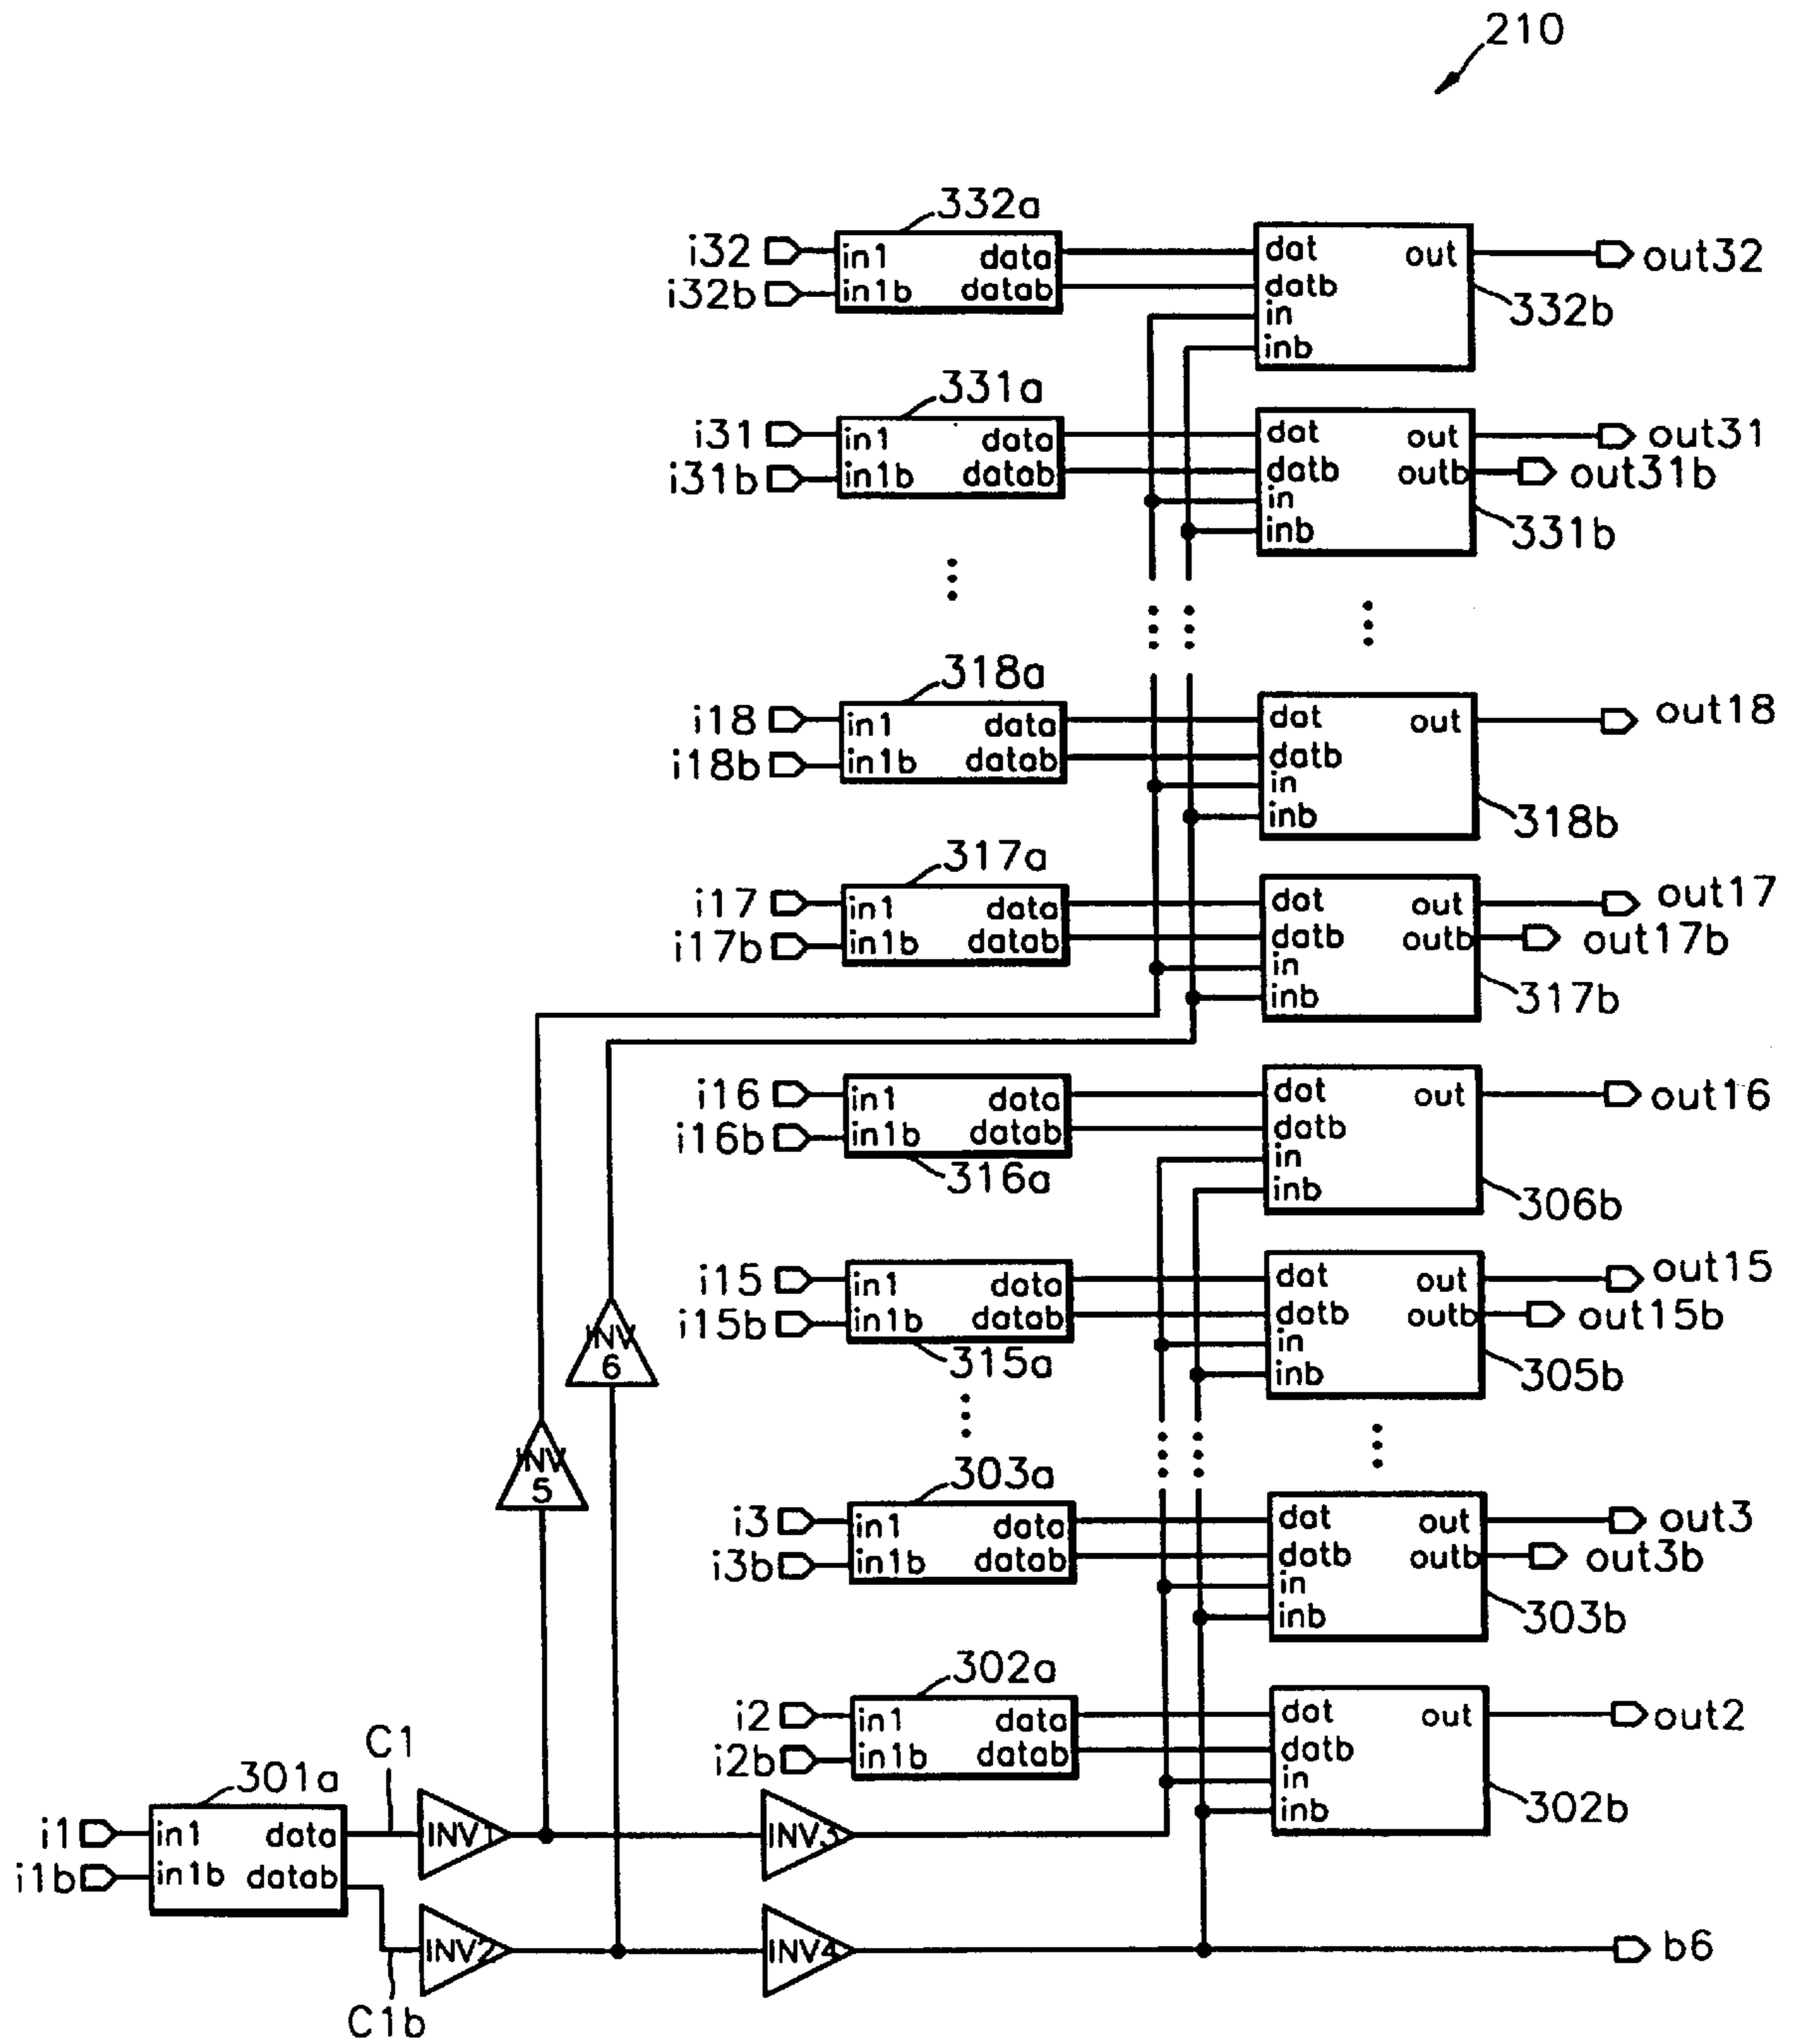 210
332a
i32 in1 data dat out out32
i32b in1b datab datb
in 332b
inb
331a
i31 in1 data dat out out31
i31b in1b datab datb outb out31b
in
inb 331b
318a
i18 in1 data dat out out18
i18b in1b datab datb
in
inb 318b
317a
i17 in1 data dat out out17
i17b in1b datab datb outb out17b
in
inb 317b
i16 in1 data dat out out16
i16b in1b datab datb
316a in
inb 306b
i15 in1 data dat out out15
i15b in1b datab datb outb out15b
315a in
inb 305b
INV
6
INV
5
303a
i3 in1 data dat out out3
i3b in1b datab datb outb out3b
in
inb 303b
302a
i2 in1 data dat out out2
i2b in1b datab datb
in
inb 302b
301a C1
i1 in1 data INV1 INV3
i1b in1b datab
INV2 INV4 b6
C1b